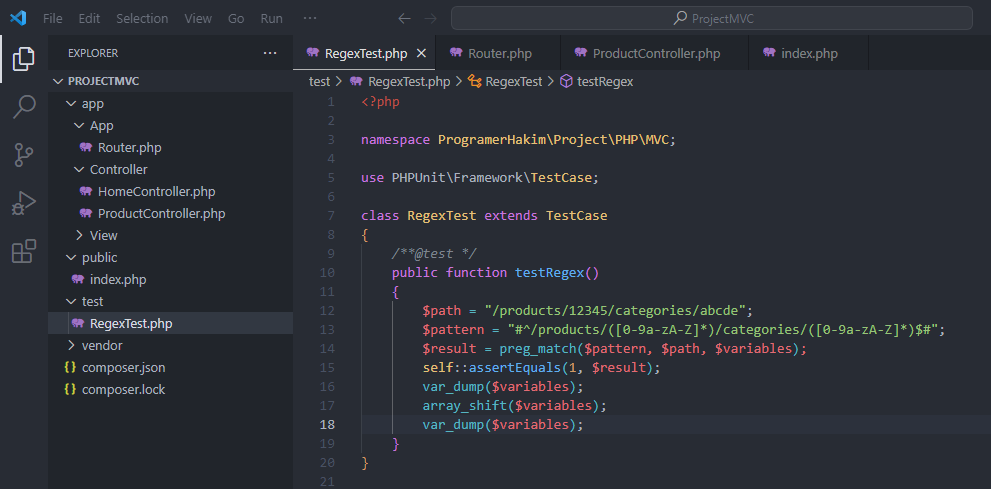 File Edit Selection View Go Run ··· ← → ProjectMVC
EXPLORER ···
PROJECTMVC
app
App
Router.php
Controller
HomeController.php
ProductController.php
View
public
index.php
test
RegexTest.php
vendor
{} composer.json
{} composer.lock
RegexTest.php × Router.php ProductController.php index.php
test > RegexTest.php > RegexTest > testRegex
1 <?php
2
3 namespace ProgramerHakim\Project\PHP\MVC;
4
5 use PHPUnit\Framework\TestCase;
6
7 class RegexTest extends TestCase
8 {
9 /**@test */
10 public function testRegex()
11 {
12 $path = "/products/12345/categories/abcde";
13 $pattern = "#^/products/([0-9a-zA-Z]*)/categories/([0-9a-zA-Z]*)$#";
14 $result = preg_match($pattern, $path, $variables);
15 self::assertEquals(1, $result);
16 var_dump($variables);
17 array_shift($variables);
18 var_dump($variables);
19 }
20 }
21